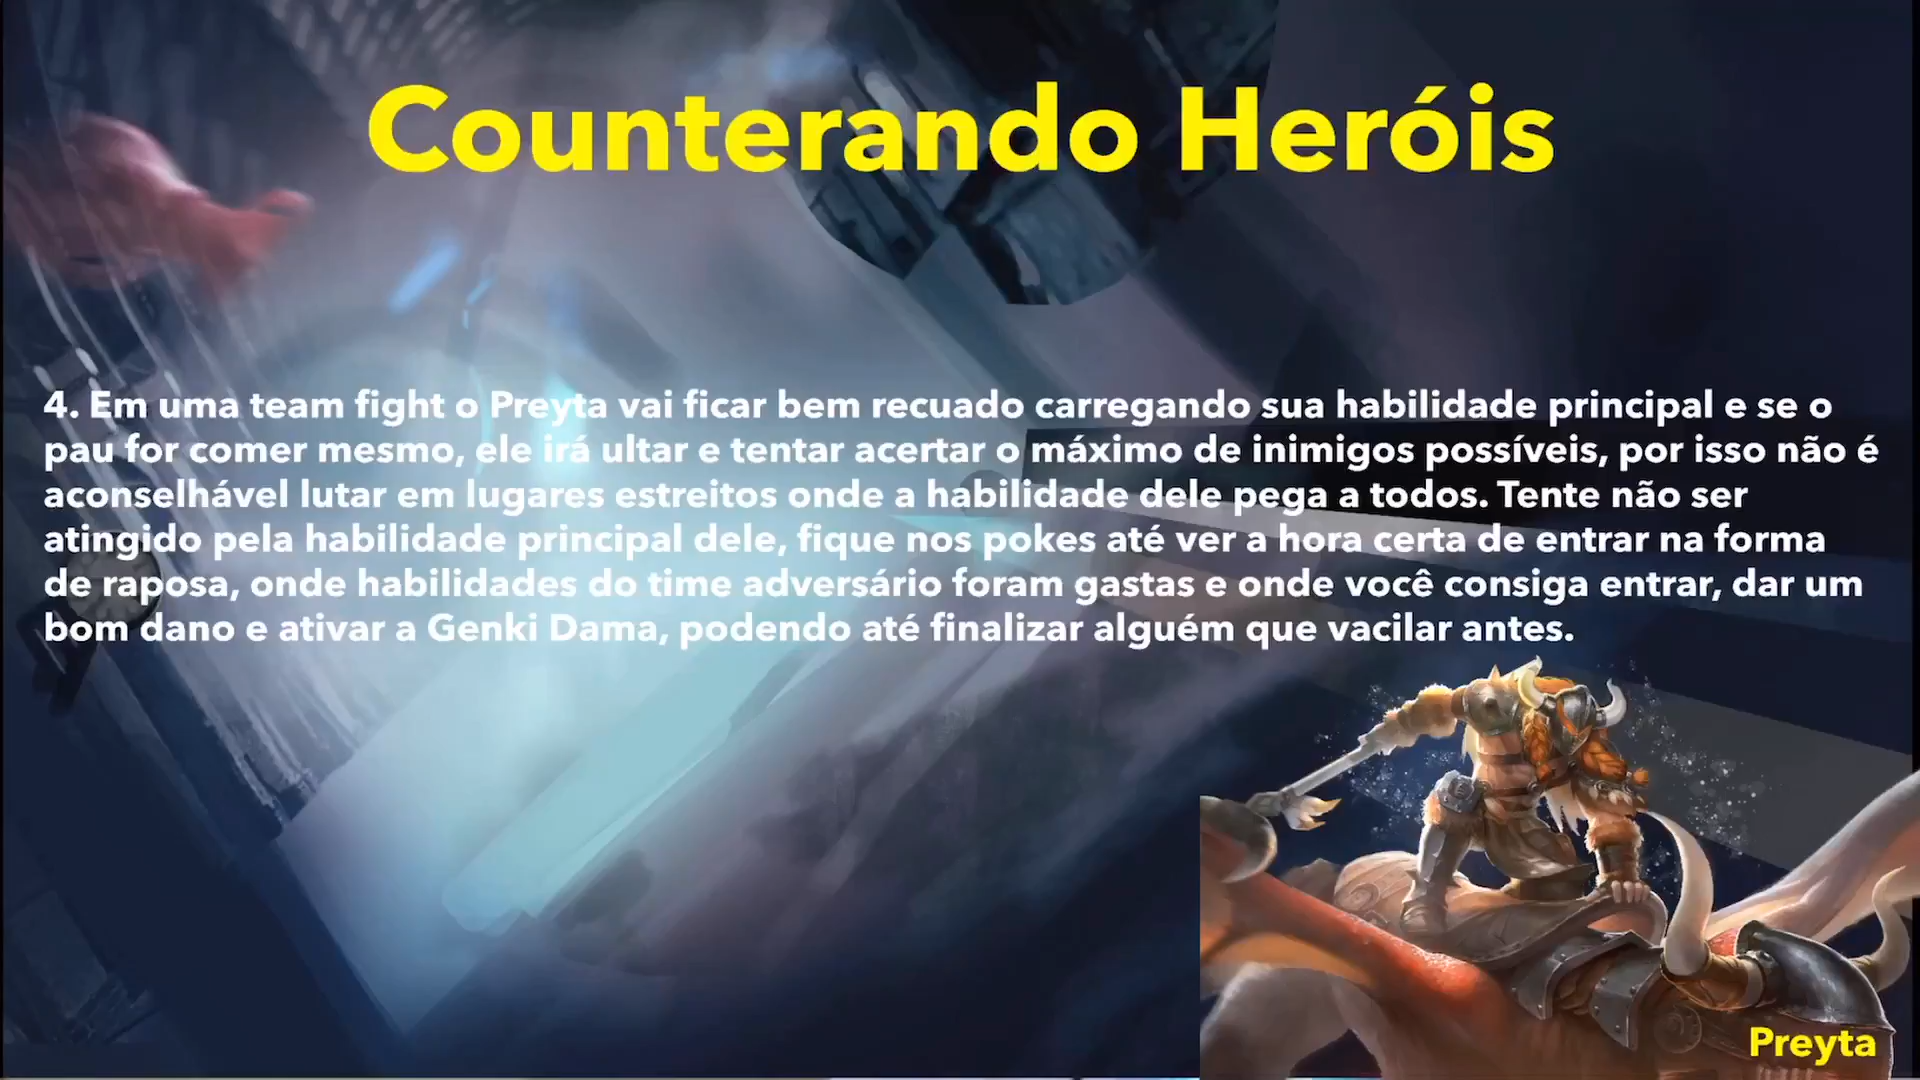 Counterando Heróis
4. Em uma team fight o Preyta vai ficar bem recuado carregando sua habilidade principal e se o
pau for comer mesmo, ele irá ultar e tentar acertar o máximo de inimigos possíveis, por isso não é
aconselhável lutar em lugares estreitos onde a habilidade dele pega a todos. Tente não ser
atingido pela habilidade principal dele, fique nos pokes até ver a hora certa de entrar na forma
de raposa, onde habilidades do time adversário foram gastas e onde você consiga entrar, dar um
bom dano e ativar a Genki Dama, podendo até finalizar alguém que vacilar antes.
Preyta